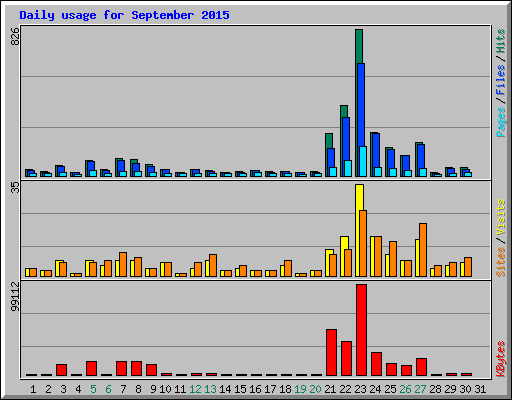 Daily usage for September 2015
826
Pages / Files / Hits
35
Sites / Visits
99112
KBytes
1 2 3 4 5 6 7 8 9 10 11 12 13 14 15 16 17 18 19 20 21 22 23 24 25 26 27 28 29 30 31